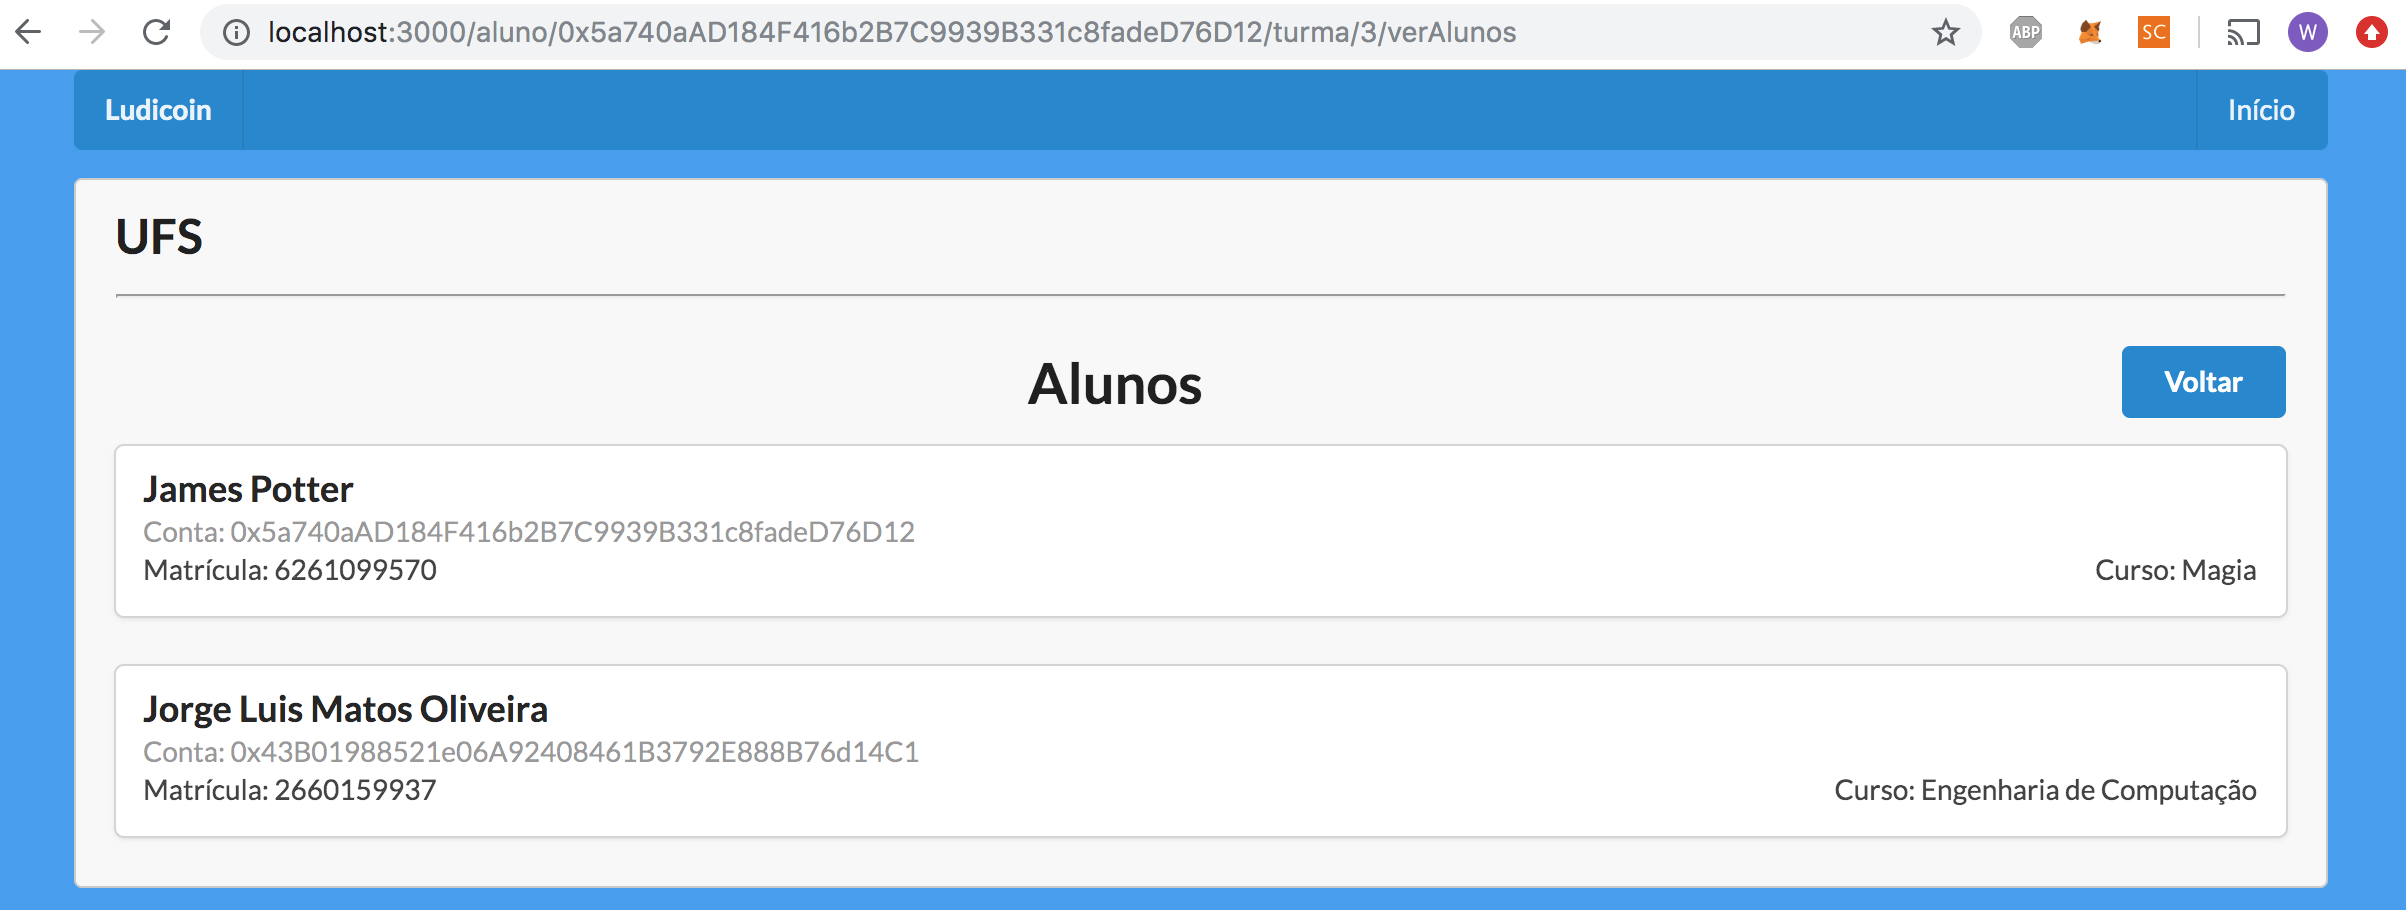 localhost:3000/aluno/0x5a740aAD184F416b2B7C9939B331c8fadeD76D12/turma/3/verAlunos
ABP
SC
W
Ludicoin
Início
UFS
Alunos
Voltar
James Potter
Conta: 0x5a740aAD184F416b2B7C9939B331c8fadeD76D12
Matrícula: 6261099570
Curso: Magia
Jorge Luis Matos Oliveira
Conta: 0x43B01988521e06A92408461B3792E888B76d14C1
Matrícula: 2660159937
Curso: Engenharia de Computação